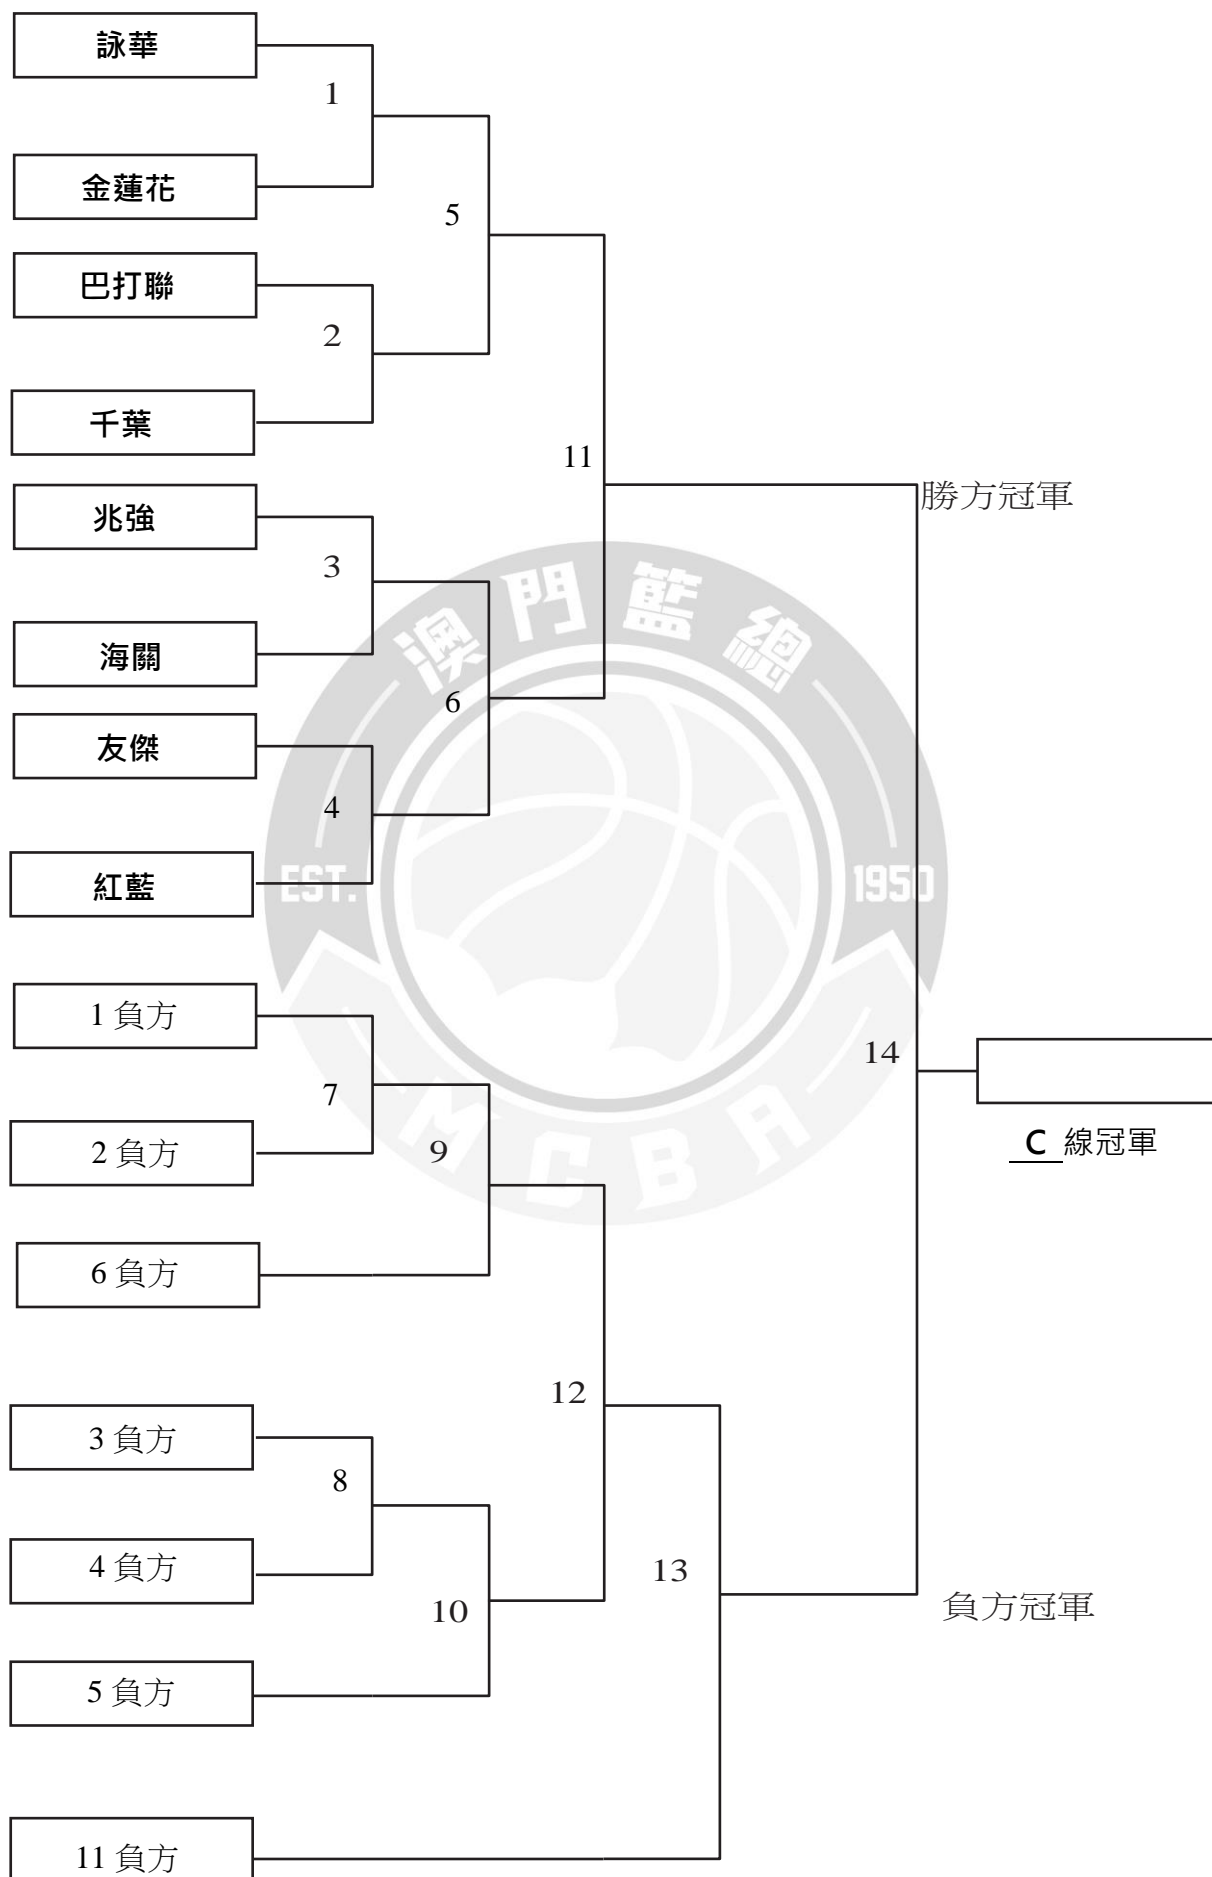 詠華
1
金蓮花
5
巴打聯
2
千葉
11
勝方冠軍
兆強
3
海關
6
友傑
4
紅藍
澳門籃總
EST.
1950
MCBA
1 負方
7
2 負方
9
6 負方
14
C 線冠軍
12
3 負方
8
4 負方
10
5 負方
13
負方冠軍
11 負方